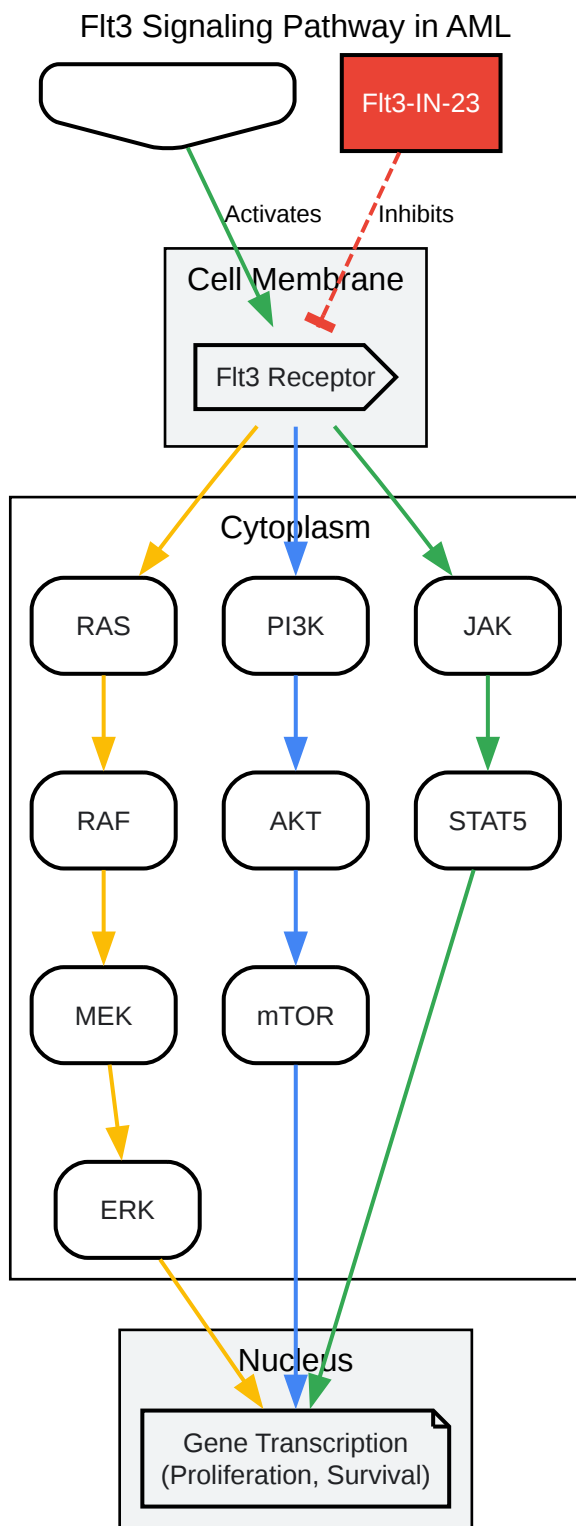 Flt3 Signaling Pathway in AML
Flt3-IN-23
Activates
Inhibits
Cell Membrane
Flt3 Receptor
Cytoplasm
RAS
PI3K
JAK
RAF
AKT
STAT5
MEK
mTOR
ERK
Nucleus
Gene Transcription
(Proliferation, Survival)